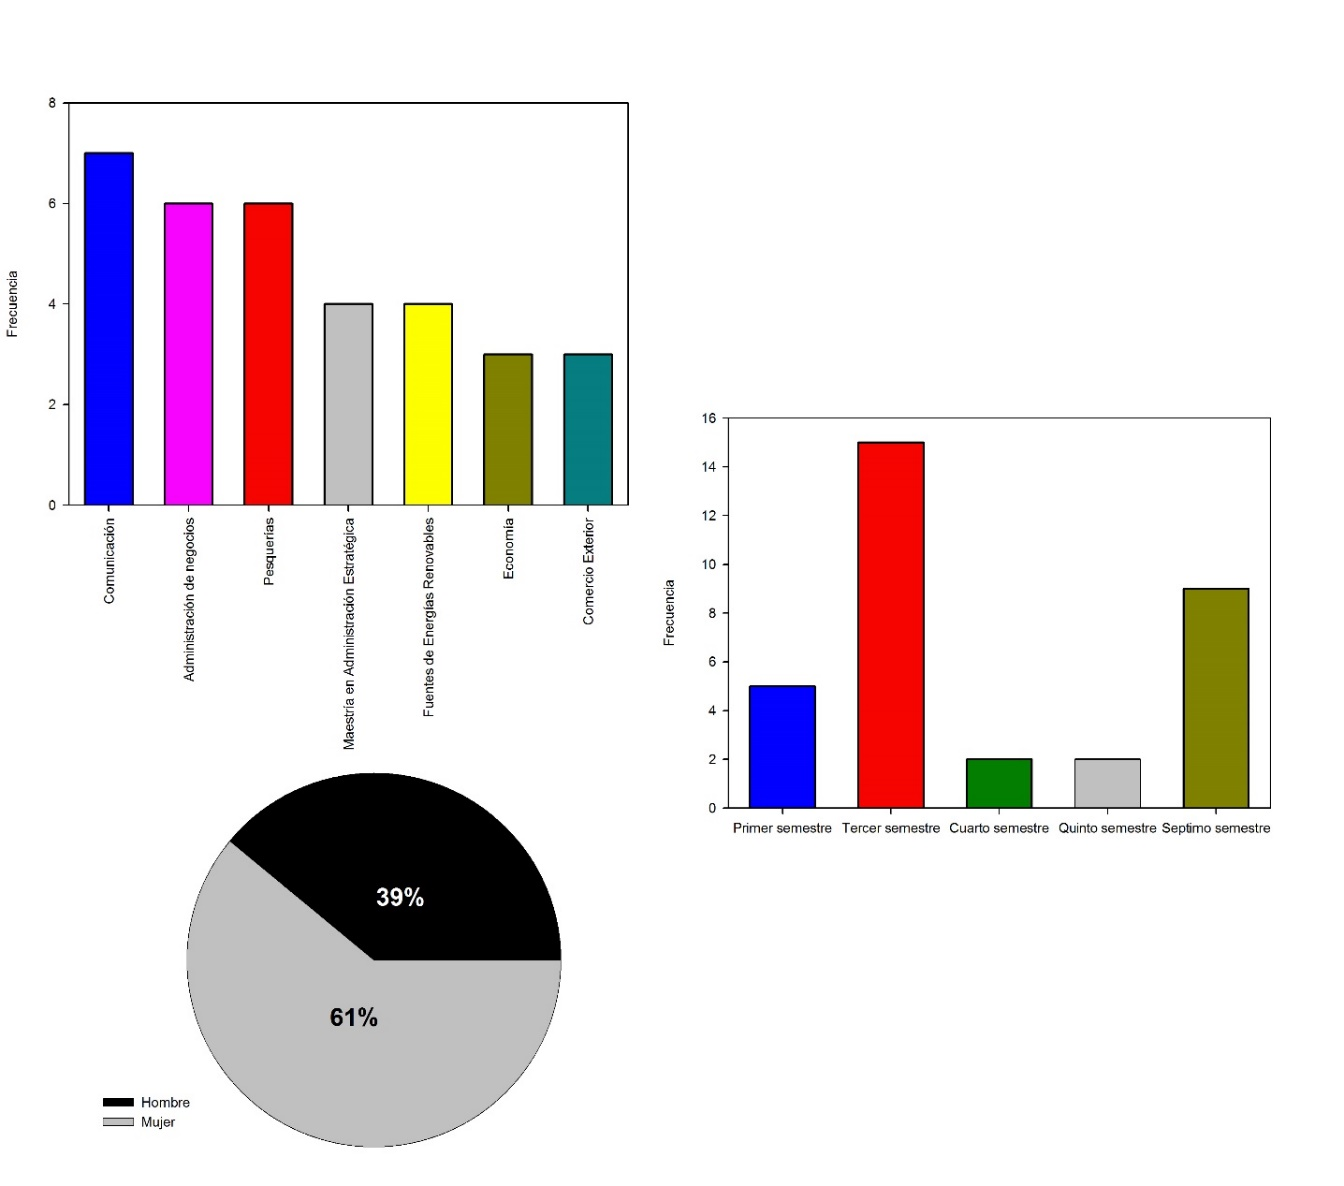 8
6
4
2
0
Frecuencia
Comunicación
Administración de negocios
Pesquerías
Maestría en Administración Estratégica
Fuentes de Energías Renovables
Economía
Comercio Exterior
16
14
12
10
8
6
4
2
0
Frecuencia
Primer semestre
Tercer semestre
Cuarto semestre
Quinto semestre
Septimo semestre
39%
61%
Hombre
Mujer